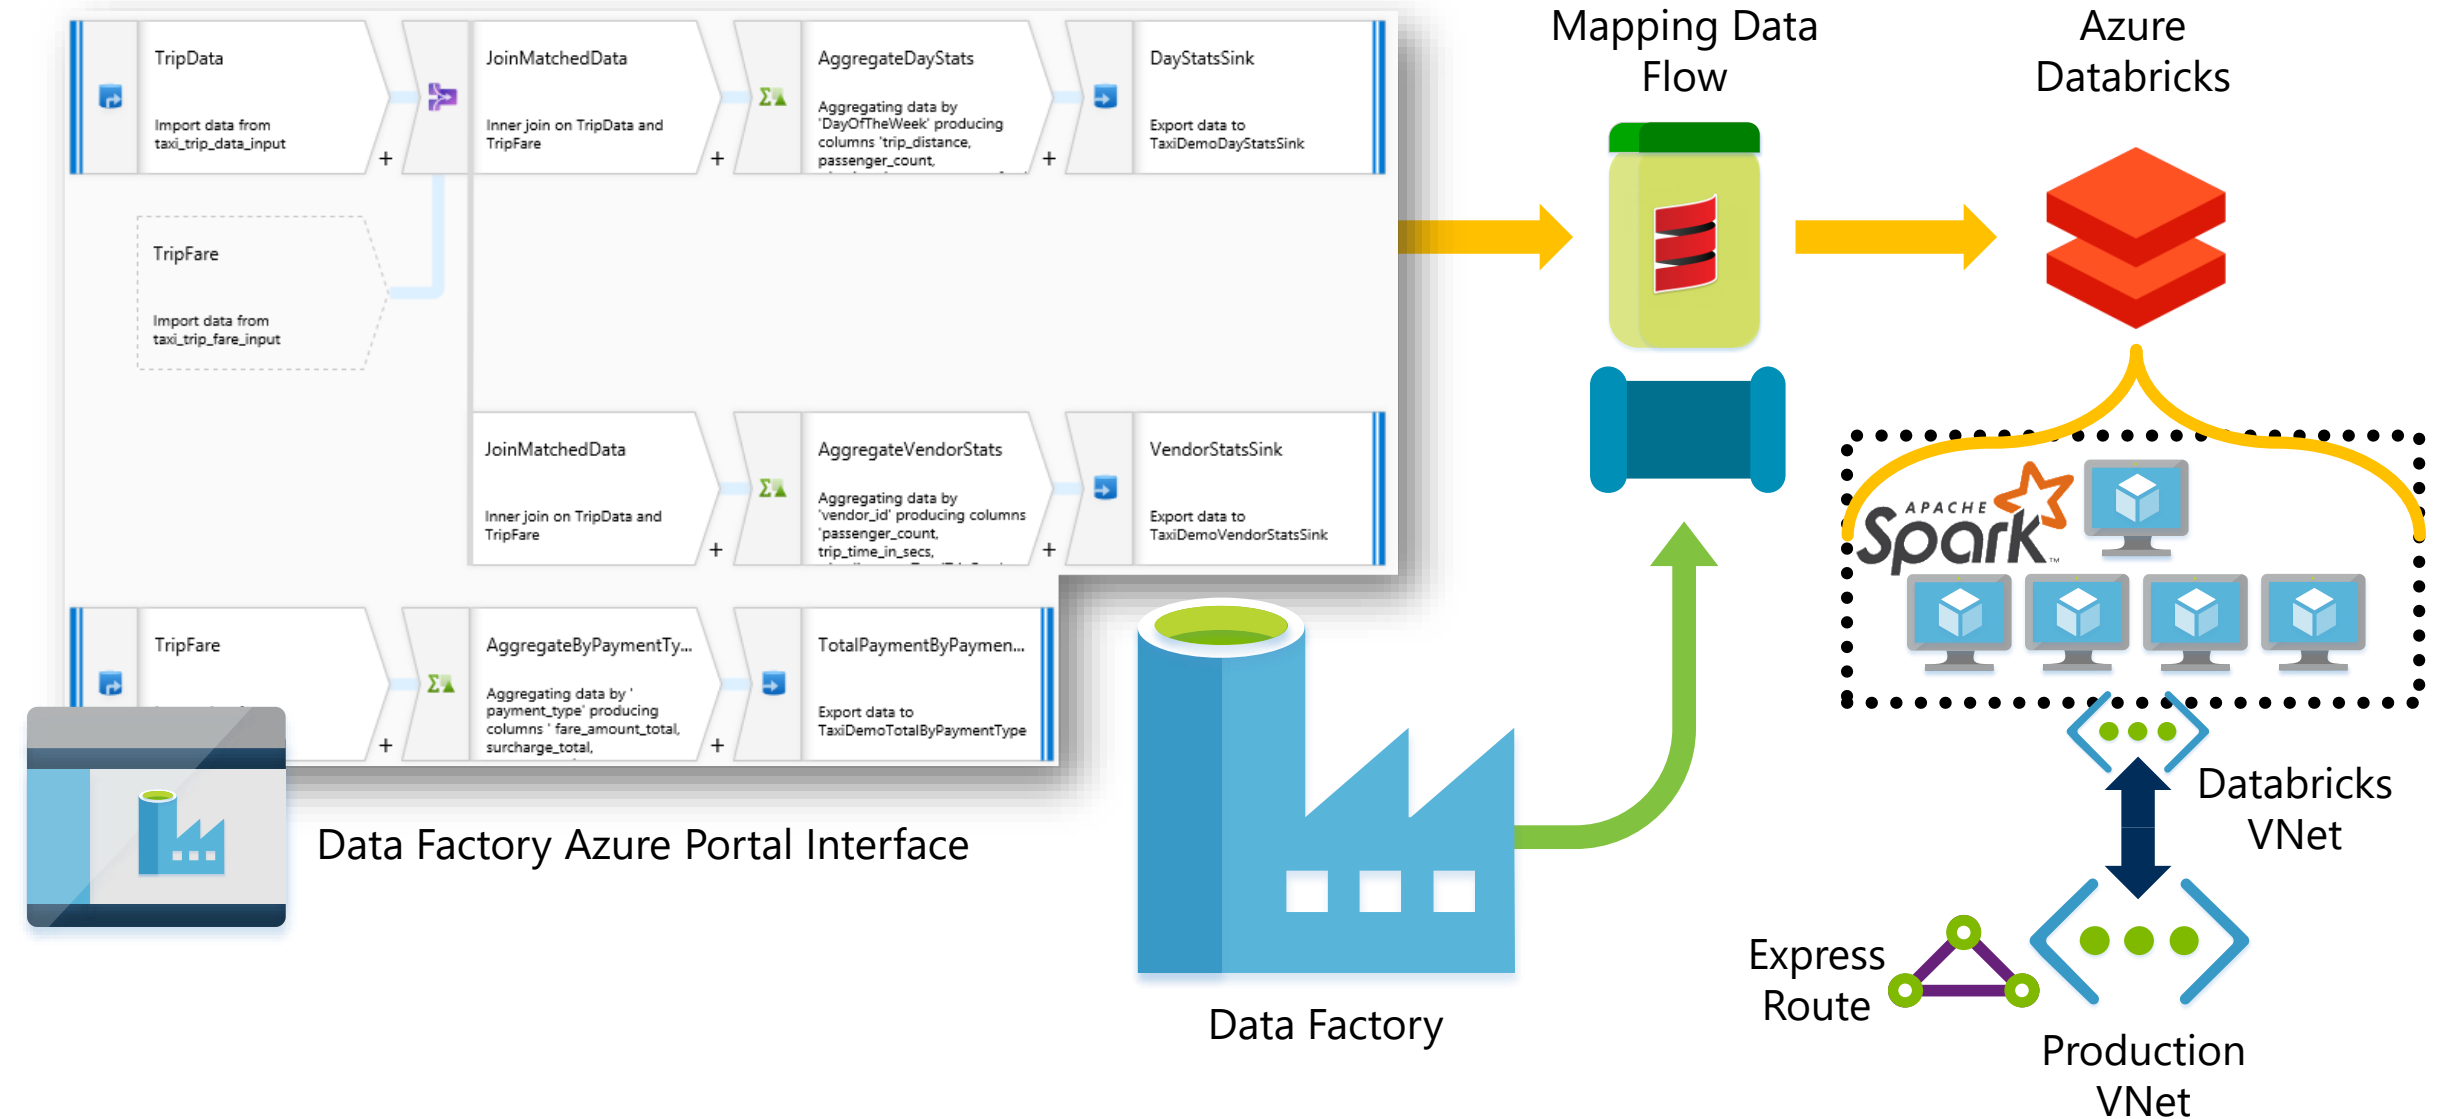 TripData
Import data from
taxi_trip_data_input
+
JoinMatchedData
Inner join on TripData and
TripFare
+
AggregateDayStats
Aggregating data by
'DayOfTheWeek' producing
columns 'trip_distance,
passenger_count,
+
DayStatsSink
Export data to
TaxiDemoDayStatsSink
TripFare
Import data from
taxi_trip_fare_input
JoinMatchedData
Inner join on TripData and
TripFare
+
AggregateVendorStats
Aggregating data by
'vendor_id' producing columns
'passenger_count,
trip_time_in_secs,
+
VendorStatsSink
Export data to
TaxiDemoVendorStatsSink
TripFare
+
AggregateByPaymentTy...
Aggregating data by '
payment_type' producing
columns ' fare_amount_total,
surcharge_total,
+
TotalPaymentByPaymen...
Export data to
TaxiDemoTotalByPaymentType
Data Factory Azure Portal Interface
Data Factory
Mapping Data
Flow
Azure
Databricks
APACHE
Spark™
Databricks
VNet
Express
Route
Production
VNet